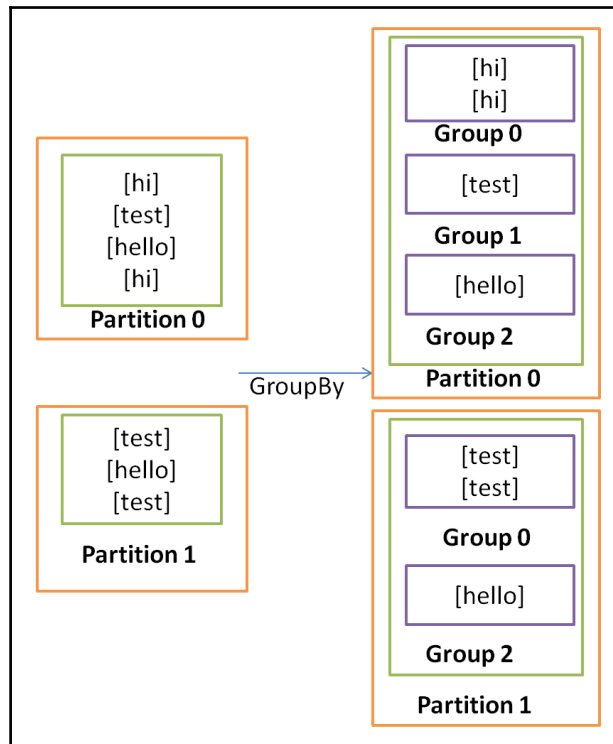 [hi]
[test]
[hello]
[hi]
Partition 0
[test]
[hello]
[test]
Partition 1
GroupBy
[hi]
[hi]
Group 0
[test]
Group 1
[hello]
Group 2
Partition 0
[test]
[test]
Group 0
[hello]
Group 2
Partition 1